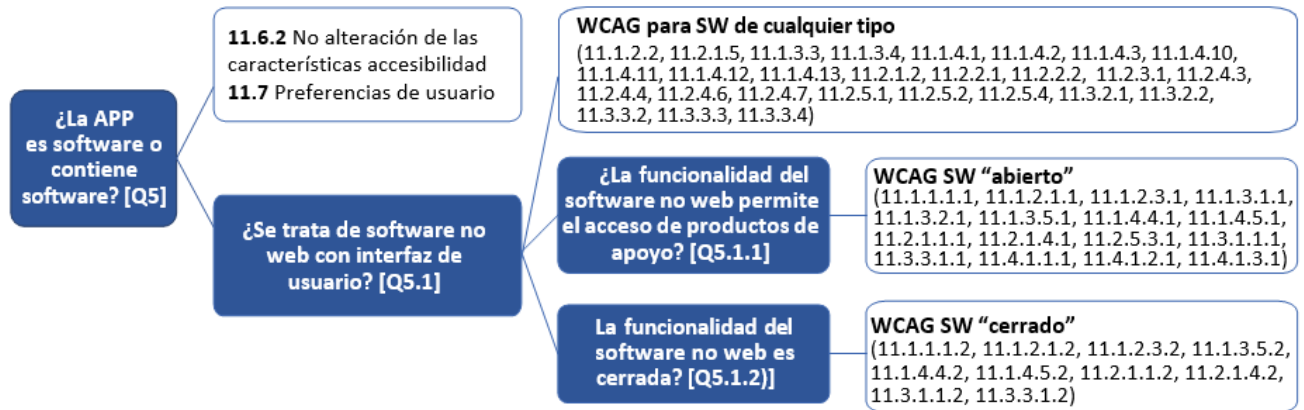 ¿La APP
es software o
contiene
software? [Q5]
11.6.2 No alteración de las
características accesibilidad
11.7 Preferencias de usuario
¿Se trata de software no
web con interfaz de
usuario? [Q5.1]
WCAG para SW de cualquier tipo
(11.1.2.2, 11.2.1.5, 11.1.3.3, 11.1.3.4, 11.1.4.1, 11.1.4.2, 11.1.4.3, 11.1.4.10,
11.1.4.11, 11.1.4.12, 11.1.4.13, 11.2.1.2, 11.2.2.1, 11.2.2.2, 11.2.3.1, 11.2.4.3,
11.2.4.4, 11.2.4.6, 11.2.4.7, 11.2.5.1, 11.2.5.2, 11.2.5.4, 11.3.2.1, 11.3.2.2,
11.3.3.2, 11.3.3.3, 11.3.3.4)
¿La funcionalidad del
software no web permite
el acceso de productos de
apoyo? [Q5.1.1]
WCAG SW “abierto”
(11.1.1.1.1, 11.1.2.1.1, 11.1.2.3.1, 11.1.3.1.1,
11.1.3.2.1, 11.1.3.5.1, 11.1.4.4.1, 11.1.4.5.1,
11.2.1.1.1, 11.2.1.4.1, 11.2.5.3.1, 11.3.1.1.1,
11.3.3.1.1, 11.4.1.1.1, 11.4.1.2.1, 11.4.1.3.1)
La funcionalidad del
software no web es
cerrada? [Q5.1.2)]
WCAG SW “cerrado”
(11.1.1.1.2, 11.1.2.1.2, 11.1.2.3.2, 11.1.3.5.2,
11.1.4.4.2, 11.1.4.5.2, 11.2.1.1.2, 11.2.1.4.2,
11.3.1.1.2, 11.3.3.1.2)